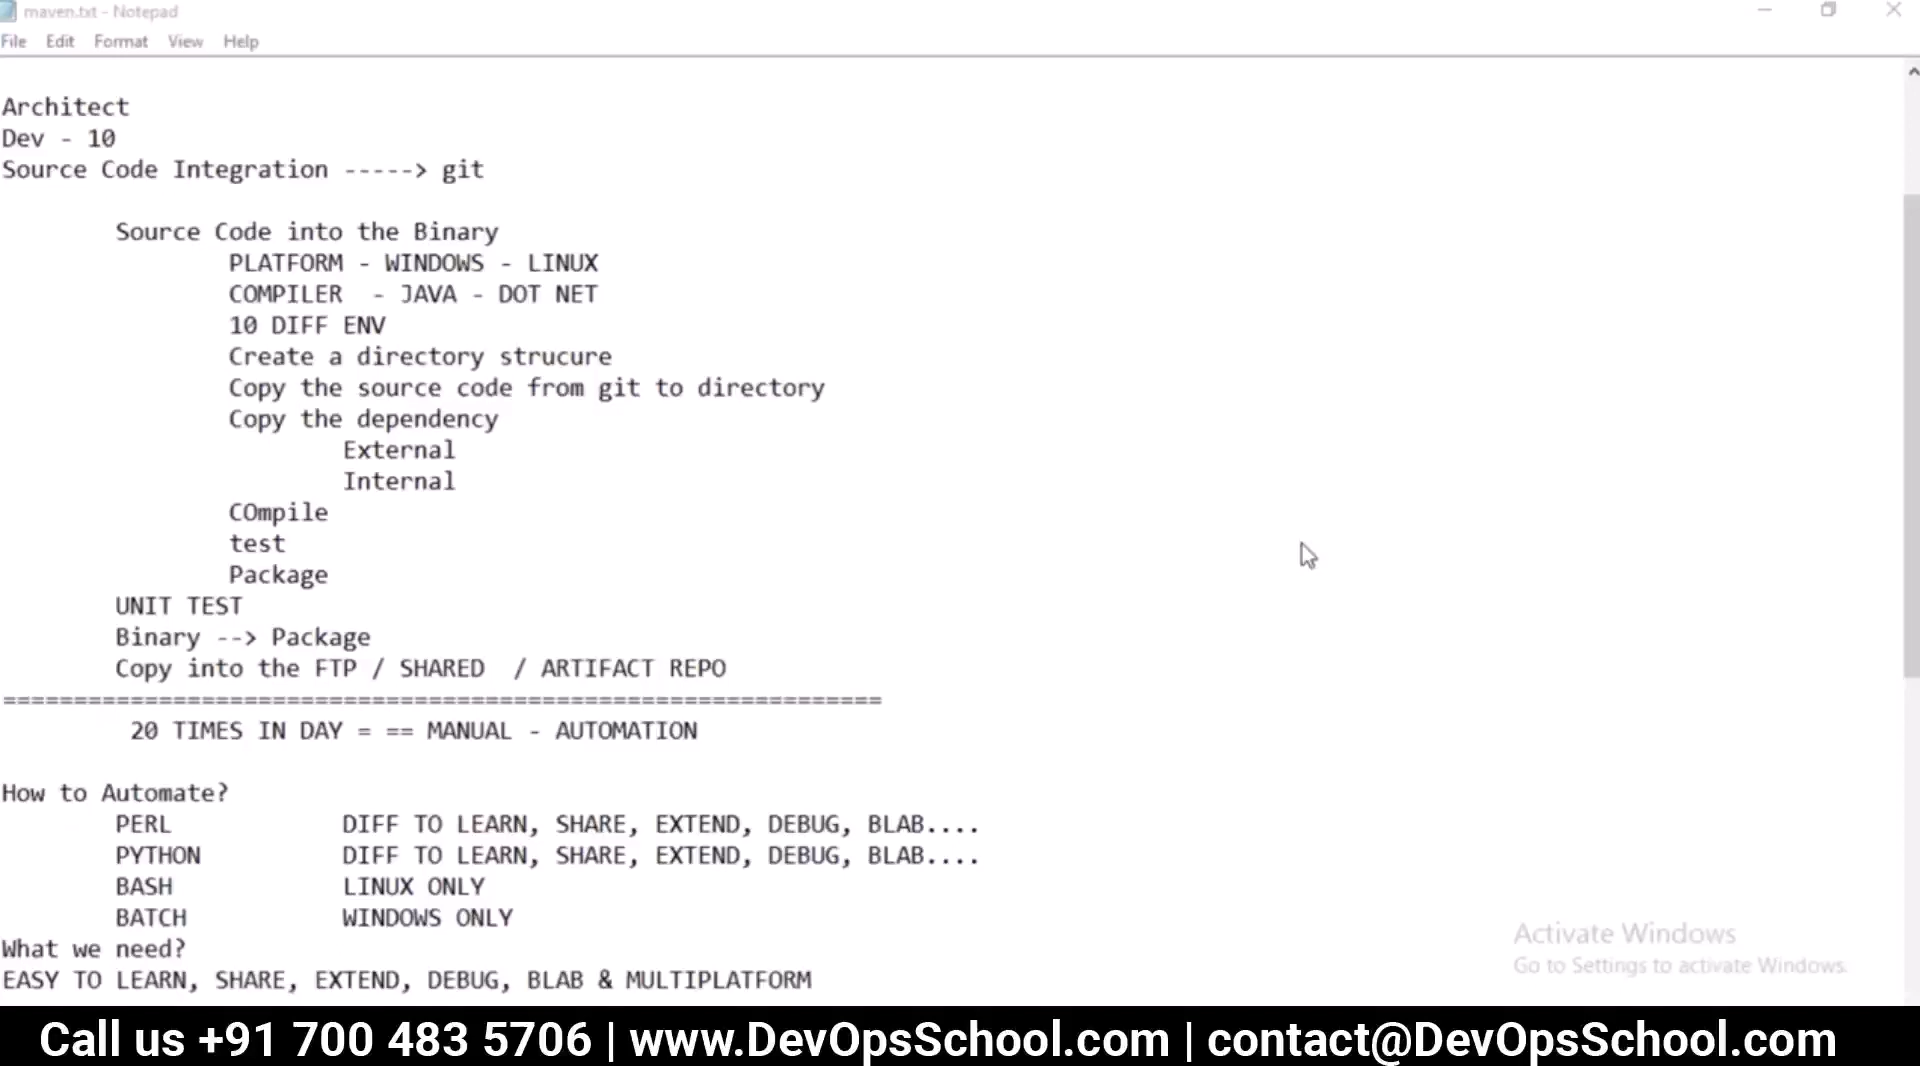 maven.txt - Notepad
File Edit Format View Help
Architect
Dev - 10
Source Code Integration -----> git
Source Code into the Binary
PLATFORM - WINDOWS - LINUX
COMPILER - JAVA - DOT NET
10 DIFF ENV
Create a directory strucure
Copy the source code from git to directory
Copy the dependency
External
Internal
COmpile
test
Package
UNIT TEST
Binary --> Package
Copy into the FTP / SHARED / ARTIFACT REPO
==============================================================
20 TIMES IN DAY = == MANUAL - AUTOMATION
How to Automate?
PERL DIFF TO LEARN, SHARE, EXTEND, DEBUG, BLAB....
PYTHON DIFF TO LEARN, SHARE, EXTEND, DEBUG, BLAB....
BASH LINUX ONLY
BATCH WINDOWS ONLY
What we need?
EASY TO LEARN, SHARE, EXTEND, DEBUG, BLAB & MULTIPLATFORM
Activate Windows
Go to Settings to activate Windows.
Call us +91 700 483 5706 | www.DevOpsSchool.com | contact@DevOpsSchool.com